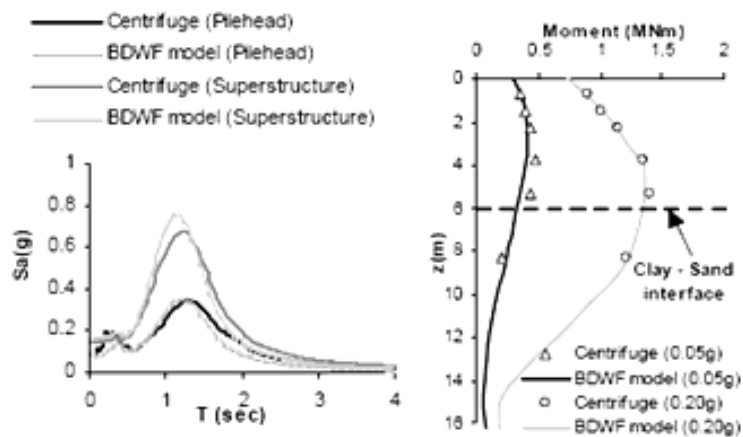 Centrifuge (Pilehead)
BDWF model (Pilehead)
Centrifuge (Superstructure)
BDWF model (Superstructure)
1
0.8
0.6
0.4
0.2
0
Sa(g)
0
1
2
3
4
T (sec)
Moment (MNm)
0
0.5
1
1.5
2
0
2
4
6
8
10
12
14
16
z(m)
Clay - Sand
interface
Centrifuge (0.05g)
BDWF model (0.05g)
Centrifuge (0.20g)
BDWF model (0.20g)